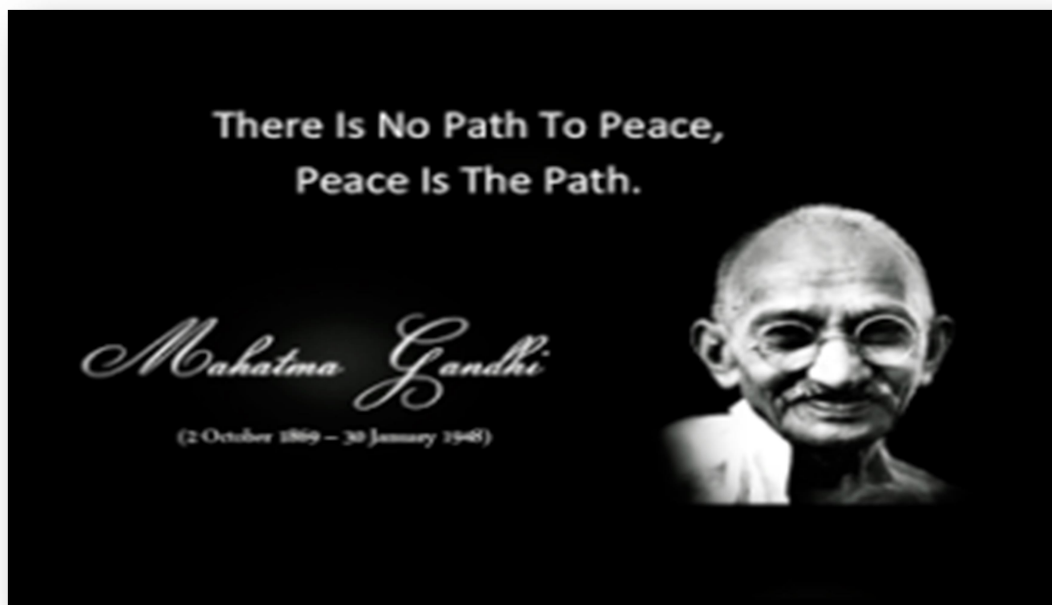 There Is No Path To Peace,
Peace Is The Path.
Mahatma Gandhi
(2 October 1869 – 30 January 1948)